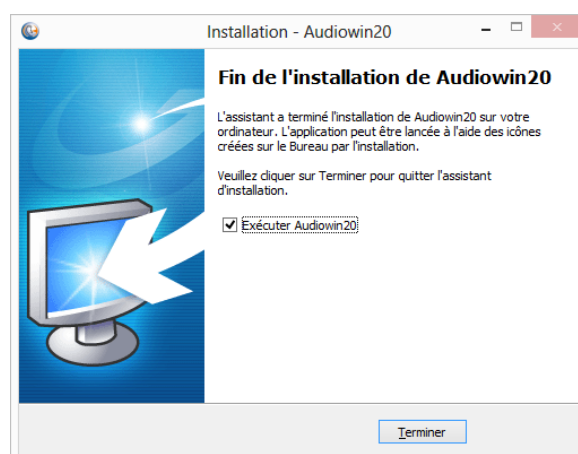 Installation - Audiowin20
Fin de l'installation de Audiowin20
L'assistant a terminé l'installation de Audiowin20 sur votre
ordinateur. L'application peut être lancée à l'aide des icônes
créées sur le Bureau par l'installation.
Veuillez cliquer sur Terminer pour quitter l'assistant
d'installation.
Exécuter Audiowin20
Terminer